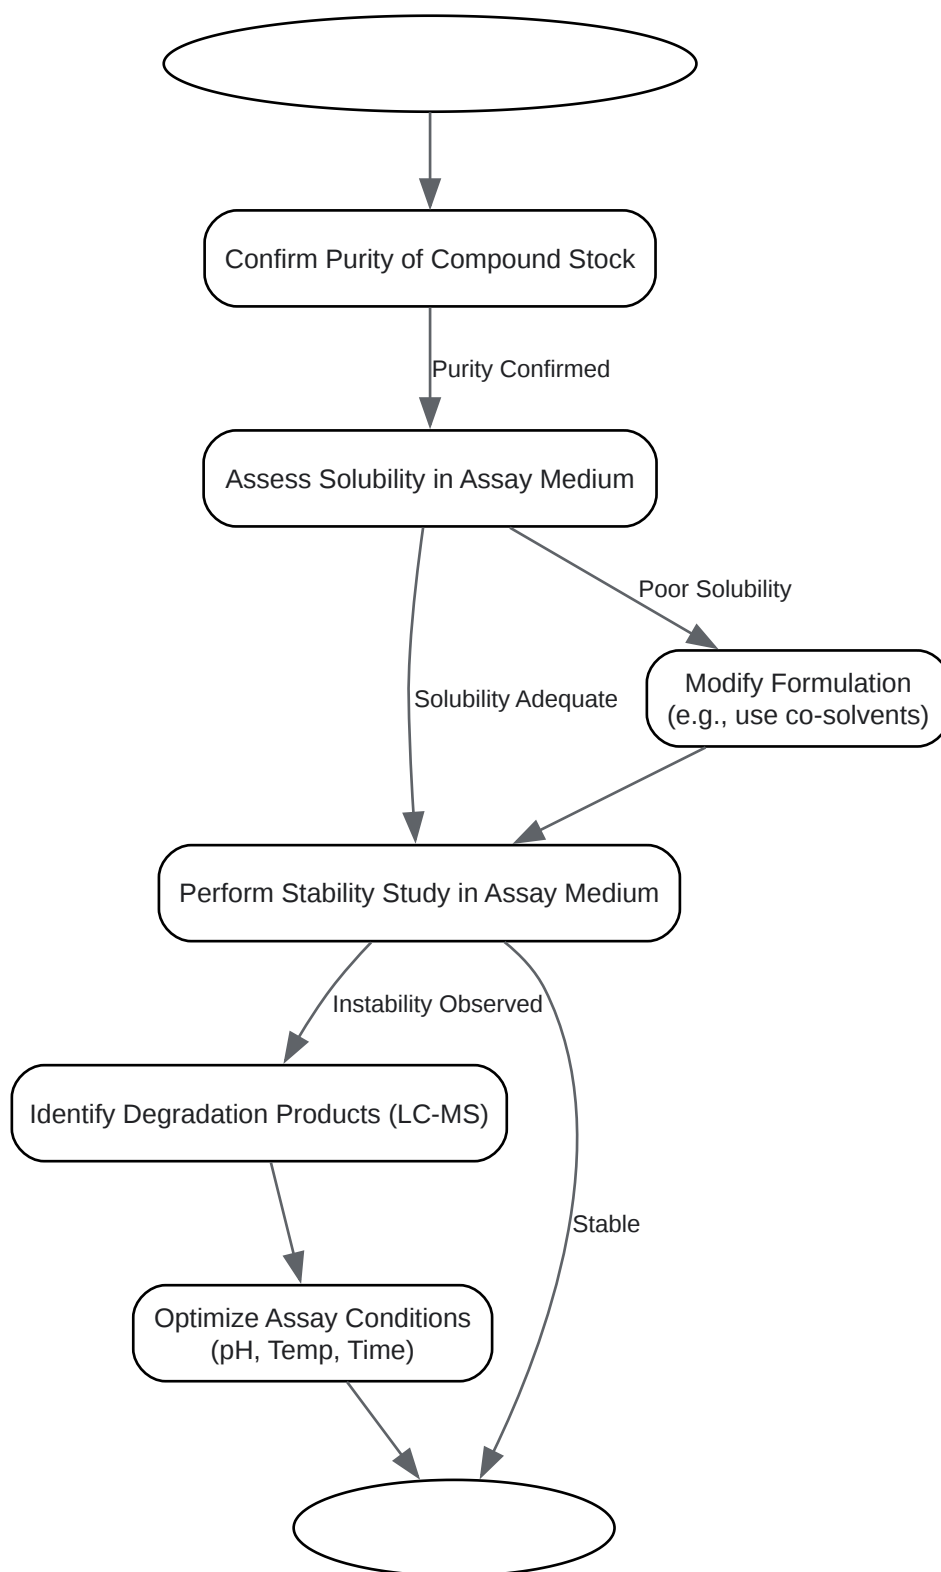 Confirm Purity of Compound Stock
Purity Confirmed
Assess Solubility in Assay Medium
Poor Solubility
Modify Formulation
(e.g., use co-solvents)
Solubility Adequate
Perform Stability Study in Assay Medium
Instability Observed
Identify Degradation Products (LC-MS)
Stable
Optimize Assay Conditions
(pH, Temp, Time)